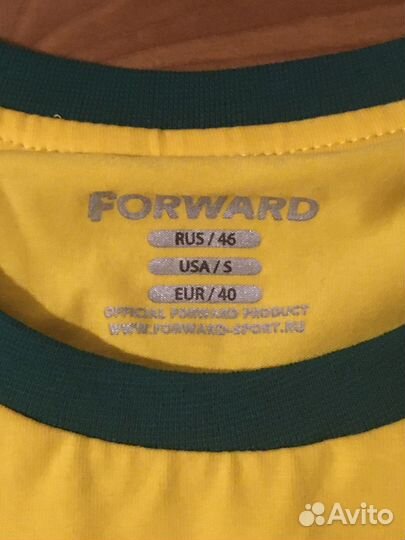 FORWARD
RUS / 46
USA / S
EUR / 40
OFFICIAL FORWARD PRODUCT
WWW.FORWARD-SPORT.RU
Avito